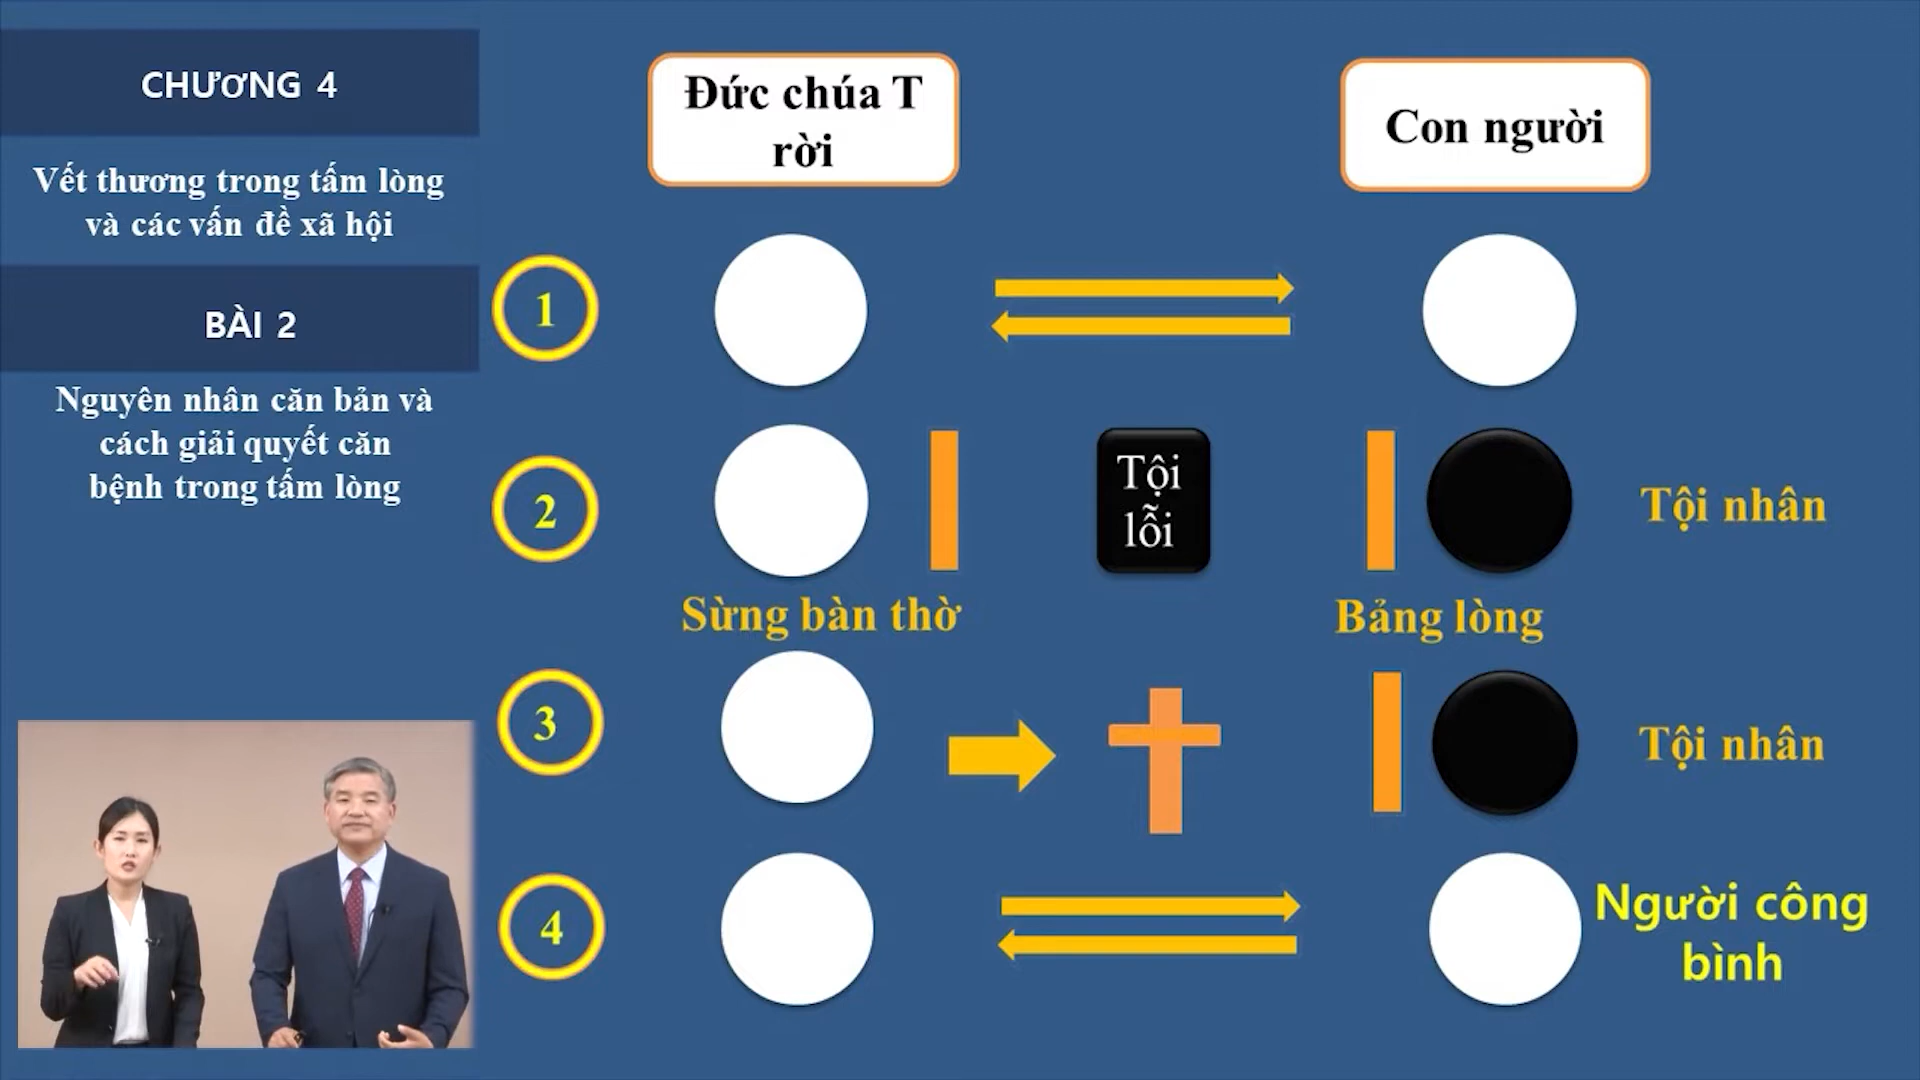 CHƯƠNG 4
Vết thương trong tấm lòng
và các vấn đề xã hội
BÀI 2
Nguyên nhân căn bản và
cách giải quyết căn
bệnh trong tấm lòng
Đức chúa T
rời
Con người
1
2
Tội
lỗi
Tội nhân
Sừng bàn thờ
Bảng lòng
3
Tội nhân
4
Người công
bình